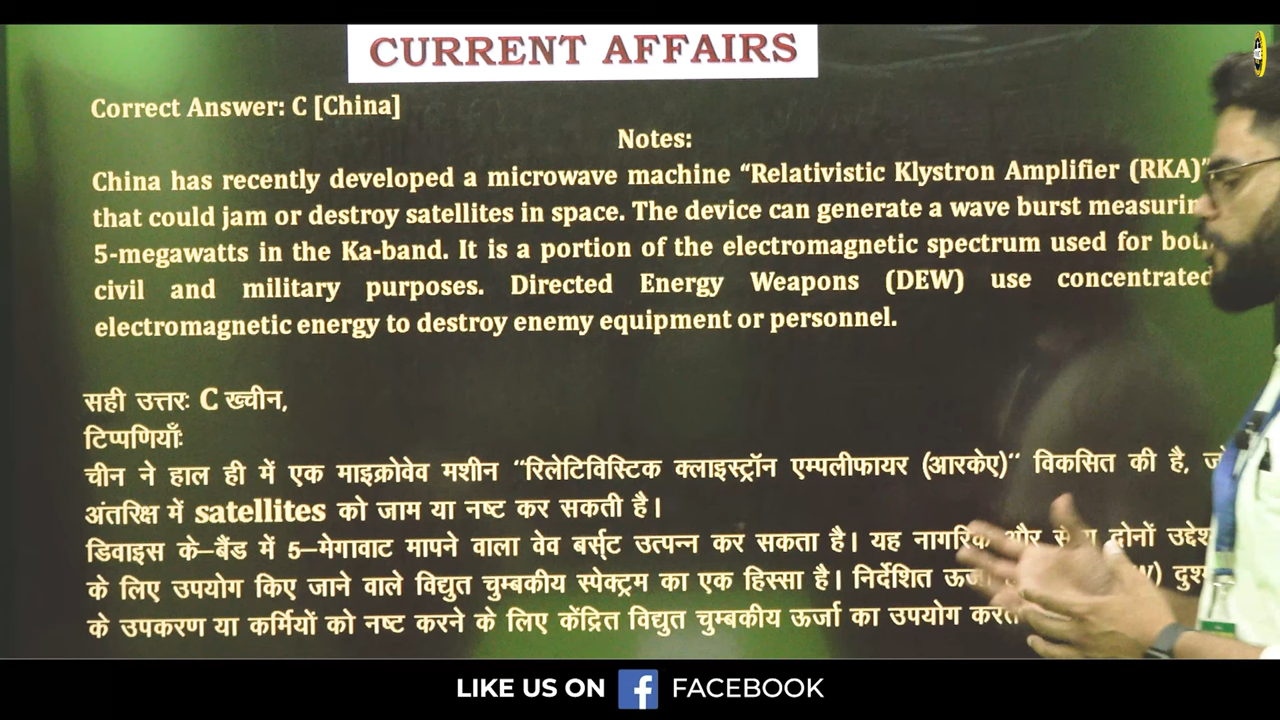 CURRENT AFFAIRS
Correct Answer: C [China]
Notes:
China has recently developed a microwave machine “Relativistic Klystron Amplifier (RKA)”
that could jam or destroy satellites in space. The device can generate a wave burst
5-megawatts in the Ka-band. It is a portion of the electromagnetic spectrum used for
civil and military purposes. Directed Energy Weapons (DEW) use concentrated
electromagnetic energy to destroy enemy equipment or personnel.
सही उत्तरः C ख्चीन,
टिप्पणियाँः
चीन ने हाल ही में एक माइक्रोवेव मशीन “रिलेटिविस्टिक क्लाइस्ट्रॉन एम्पलीफायर (आरकेए)“ विकसित की है,
अंतरिक्ष में satellites को जाम या नष्ट कर सकती है।
डिवाइस के–बैंड में 5–मेगावाट मापने वाला वेव बर्स्ट उत्पन्न कर सकता है। यह नागरिक और दोनों
के लिए उपयोग किए जाने वाले विद्युत चुम्बकीय स्पेक्ट्रम का एक हिस्सा है। निर्देशित
के उपकरण या कर्मियों को नष्ट करने के लिए केंद्रित विद्युत चुम्बकीय ऊर्जा का उपयोग
LIKE US ON FACEBOOK